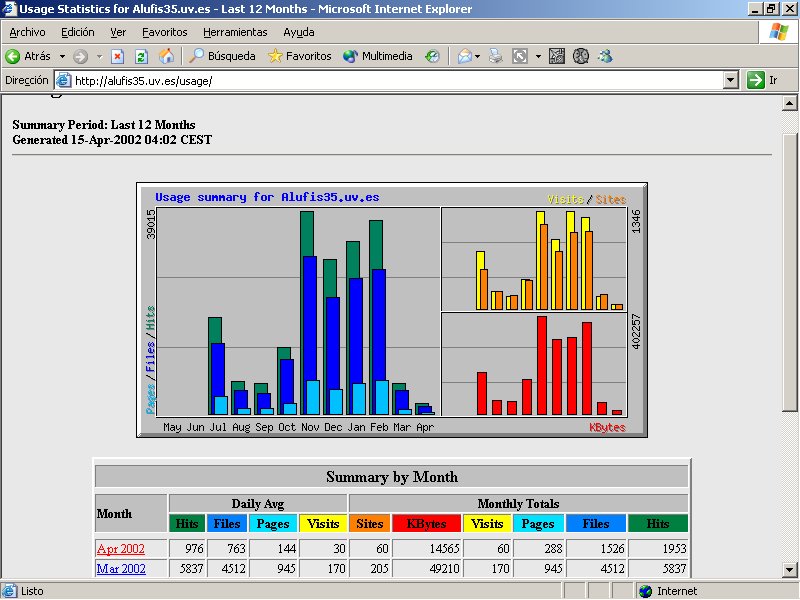 Usage Statistics for Alufis35.uv.es - Last 12 Months - Microsoft Internet Explorer
Archivo Edición Ver Favoritos Herramientas Ayuda
Atrás Búsqueda Favoritos Multimedia
Dirección http://alufis35.uv.es/usage/ Ir
Summary Period: Last 12 Months
Generated 15-Apr-2002 04:02 CEST
Usage summary for Alufis35.uv.es
Visits / Sites
39015
1346
Pages / Files / Hits
402257
May Jun Jul Aug Sep Oct Nov Dec Jan Feb Mar Apr
KBytes
Summary by Month
Month Daily Avg Monthly Totals
Hits Files Pages Visits Sites KBytes Visits Pages Files Hits
Apr 2002 976 763 144 30 60 14565 60 288 1526 1953
Mar 2002 5837 4512 945 170 205 49210 170 945 4512 5837
Listo Internet